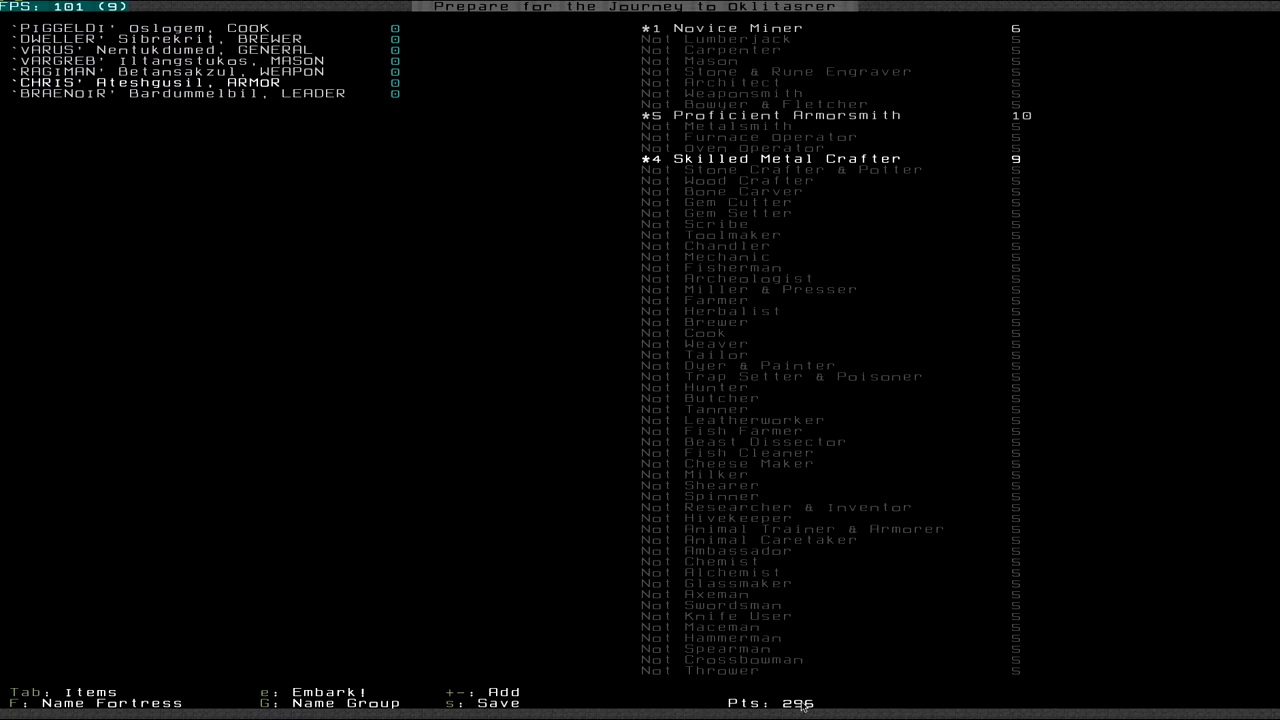 FPS: 101 (9)
Prepare for the Journey to Oklitasrer
`PIGGELDI' Oslogem, COOK 0
`DWELLER' Sibrekrit, BREWER 0
`VARUS' Nentukdumed, GENERAL 0
`VARGREB' Iltangstukos, MASON 0
`RAGIMAN' Betansakzul, WEAPON 0
`CHRIS' Ateshgusil, ARMOR 0
`BRAENOIR' Bardummelbil, LEADER 0
*1 Novice Miner 6
Not Lumberjack 5
Not Carpenter 5
Not Mason 5
Not Stone & Rune Engraver 5
Not Architect 5
Not Weaponsmith 5
Not Bowyer & Fletcher 5
*5 Proficient Armorsmith 10
Not Metalsmith 5
Not Furnace Operator 5
Not Oven Operator 5
*4 Skilled Metal Crafter 9
Not Stone Crafter & Potter 5
Not Wood Crafter 5
Not Bone Carver 5
Not Gem Cutter 5
Not Gem Setter 5
Not Scribe 5
Not Toolmaker 5
Not Chandler 5
Not Mechanic 5
Not Fisherman 5
Not Archeologist 5
Not Miller & Presser 5
Not Farmer 5
Not Herbalist 5
Not Brewer 5
Not Cook 5
Not Weaver 5
Not Tailor 5
Not Dyer & Painter 5
Not Trap Setter & Poisoner 5
Not Hunter 5
Not Butcher 5
Not Tanner 5
Not Leatherworker 5
Not Fish Farmer 5
Not Beast Dissector 5
Not Fish Cleaner 5
Not Cheese Maker 5
Not Milker 5
Not Shearer 5
Not Spinner 5
Not Researcher & Inventor 5
Not Hivekeeper 5
Not Animal Trainer & Armorer 5
Not Animal Caretaker 5
Not Ambassador 5
Not Chemist 5
Not Alchemist 5
Not Glassmaker 5
Not Axeman 5
Not Swordsman 5
Not Knife User 5
Not Maceman 5
Not Hammerman 5
Not Spearman 5
Not Crossbowman 5
Not Thrower 5
Tab: Items e: Embark! +-: Add
F: Name Fortress G: Name Group s: Save Pts: 296